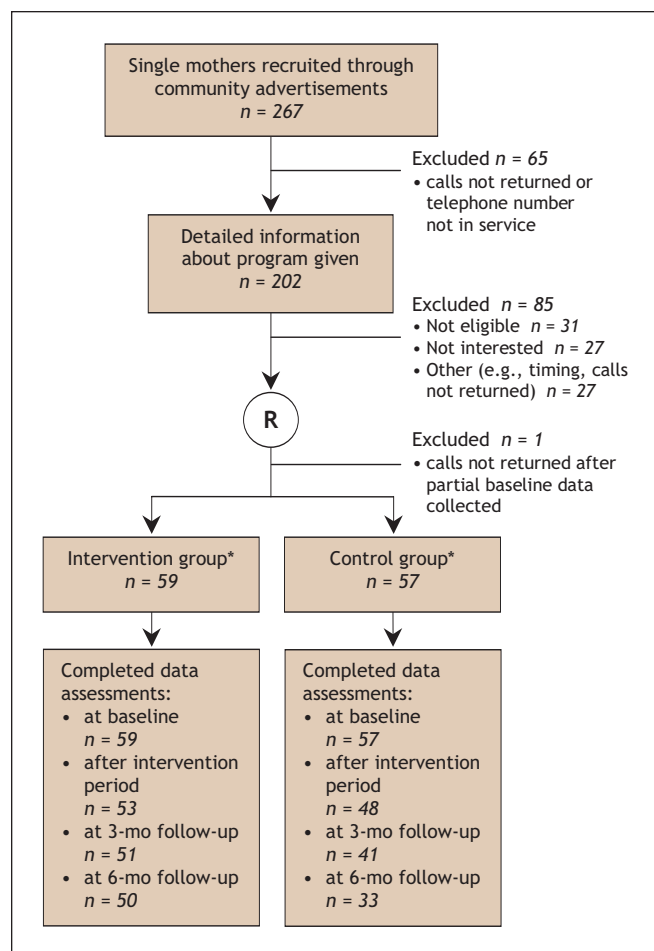 Single mothers recruited through
community advertisements
n = 267
Excluded n = 65
• calls not returned or
telephone number
not in service
Detailed information
about program given
n = 202
Excluded n = 85
• Not eligible n = 31
• Not interested n = 27
• Other (e.g., timing, calls
not returned) n = 27
R
Excluded n = 1
• calls not returned after
partial baseline data
collected
Intervention group*
n = 59
Control group*
n = 57
Completed data
assessments:
• at baseline
n = 59
• after intervention
period
n = 53
• at 3-mo follow-up
n = 51
• at 6-mo follow-up
n = 50
Completed data
assessments:
• at baseline
n = 57
• after intervention
period
n = 48
• at 3-mo follow-up
n = 41
• at 6-mo follow-up
n = 33